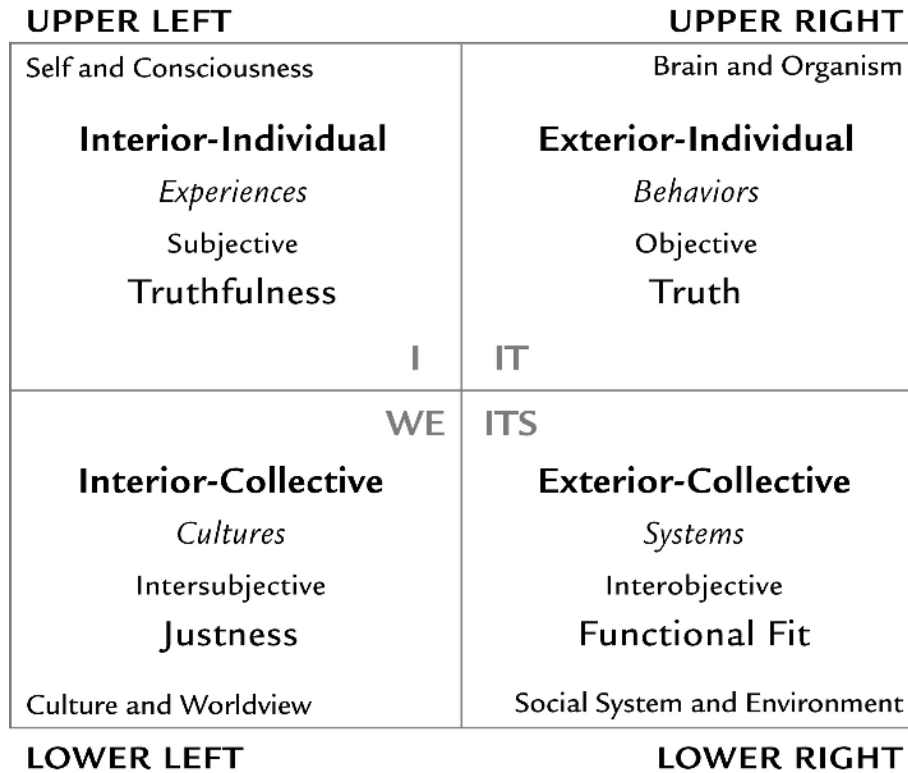 UPPER LEFT
UPPER RIGHT
Self and Consciousness
Brain and Organism
Interior-Individual
Exterior-Individual
Experiences
Behaviors
Subjective
Objective
Truthfulness
Truth
I
IT
WE
ITS
Interior-Collective
Exterior-Collective
Cultures
Systems
Intersubjective
Interobjective
Justness
Functional Fit
Culture and Worldview
Social System and Environment
LOWER LEFT
LOWER RIGHT